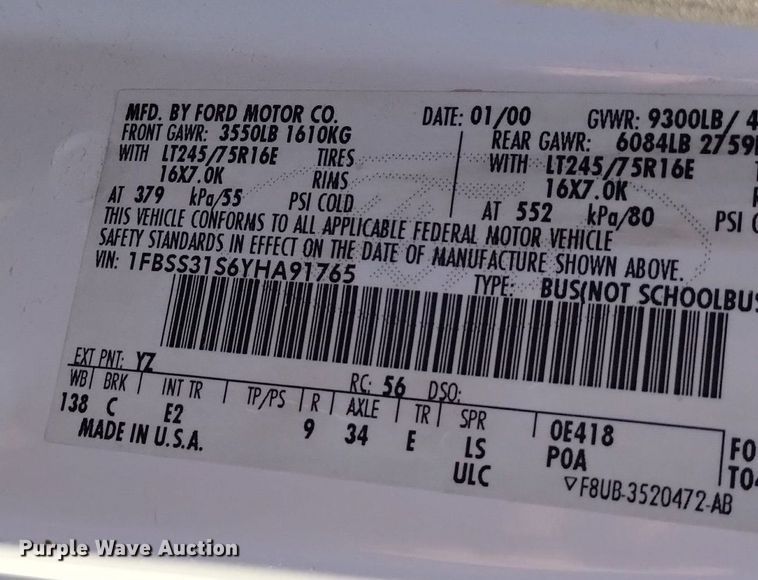 MFD. BY FORD MOTOR CO. DATE: 01/00 GVWR: 9300LB/ 4
FRONT GAWR: 3550LB 1610KG REAR GAWR: 6084LB 2759
WITH LT245/75R16E TIRES WITH LT245/75R16E
16X7.0K RIMS 16X7.0K
AT 379 kPa/55 PSI COLD AT 552 kPa/80 PSI
THIS VEHICLE CONFORMS TO ALL APPLICABLE FEDERAL MOTOR VEHICLE
SAFETY STANDARDS IN EFFECT ON THE DATE OF MANUFACTURE SHOWN ABOVE.
VIN: 1FBSS31S6YHA91765
TYPE: BUS(NOT SCHOOLBUS
EXT PNT: YZ RC: 56 DSO:
WB BRK INT TR TP/PS R AXLE TR SPR
138 C E2 9 34 E LS 0E418 FO
MADE IN U.S.A. ULC P0A T04
▽F8UB-3520472-AB
Purple Wave Auction